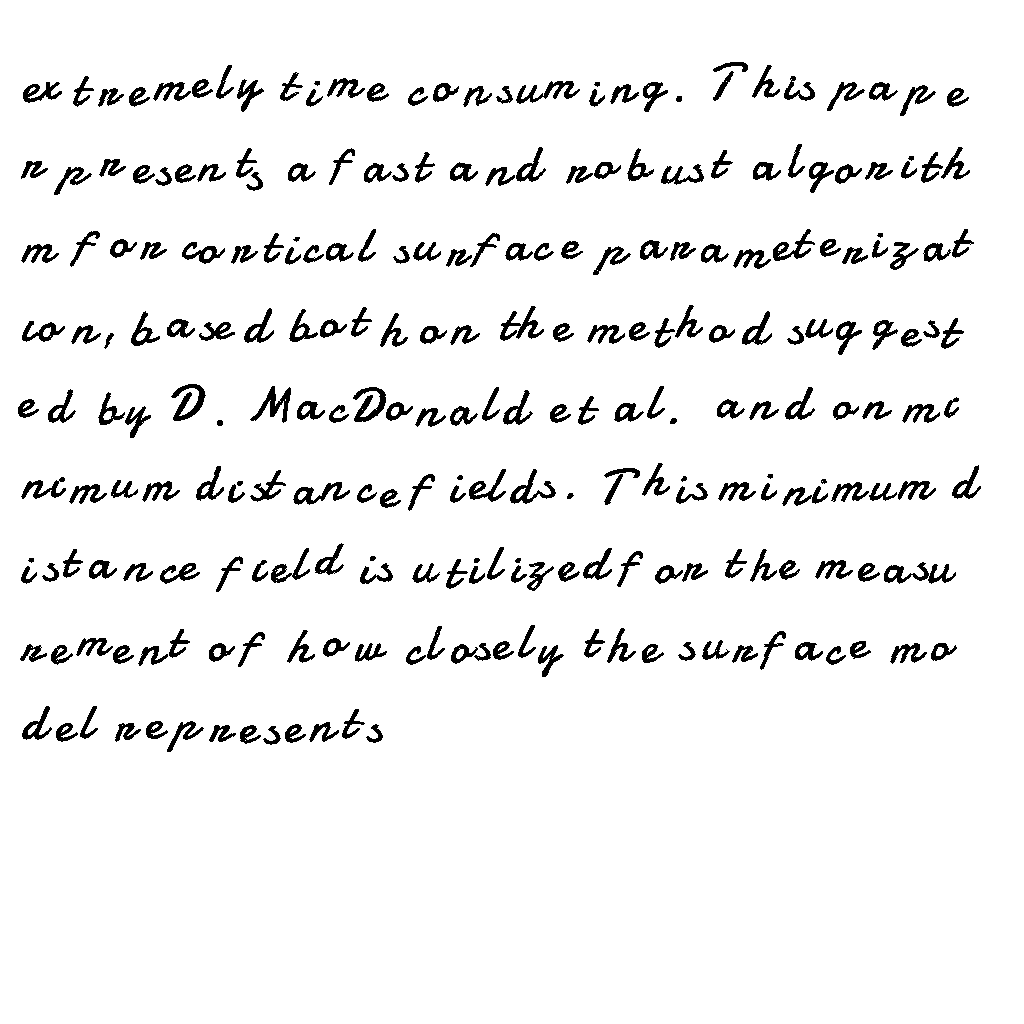 extremely time consuming. This pape
r presents a fast and robust algorith
m for cortical surface parameterizat
ion, based both on the method suggest
ed by D. MacDonald et al. and on mi
nimum distance fields. This minimum d
istance field is utilized for the measu
rement of how closely the surface mo
del represents